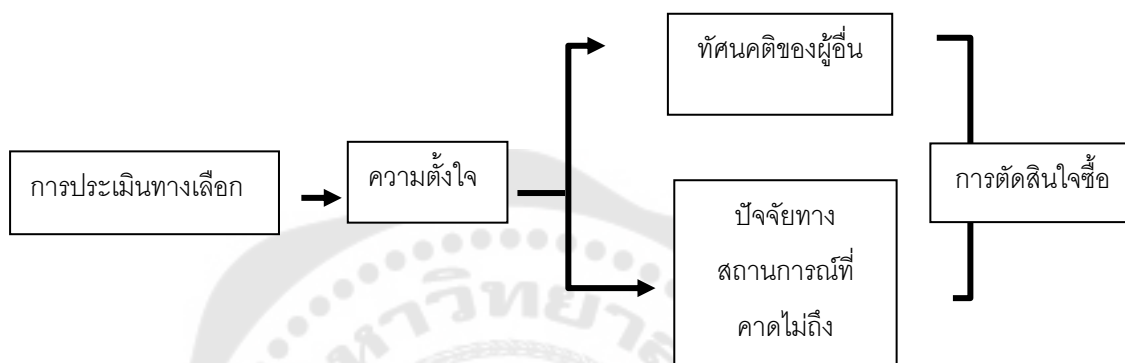 ทัศนคติของผู้อื่น
การประเมินทางเลือก
ความตั้งใจ
ปัจจัยทาง
สถานการณ์ที่
คาดไม่ถึง
การตัดสินใจซื้อ